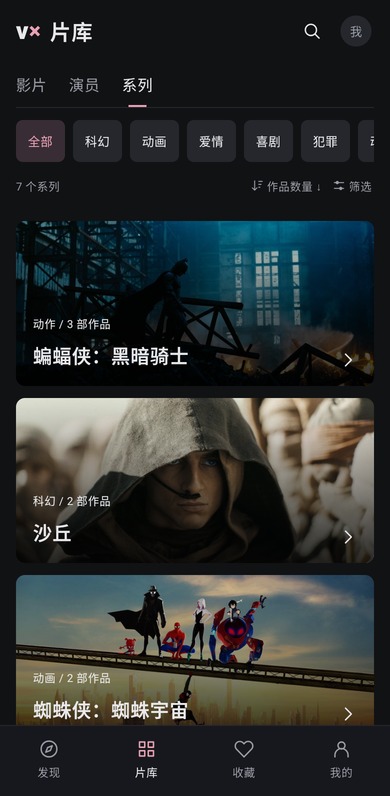 vx 片库 我
影片 演员 系列
全部 科幻 动画 爱情 喜剧 犯罪
7 个系列 作品数量 ↓ 筛选
动作 / 3 部作品
蝙蝠侠：黑暗骑士
科幻 / 2 部作品
沙丘
动画 / 2 部作品
蜘蛛侠：蜘蛛宇宙
发现 片库 收藏 我的